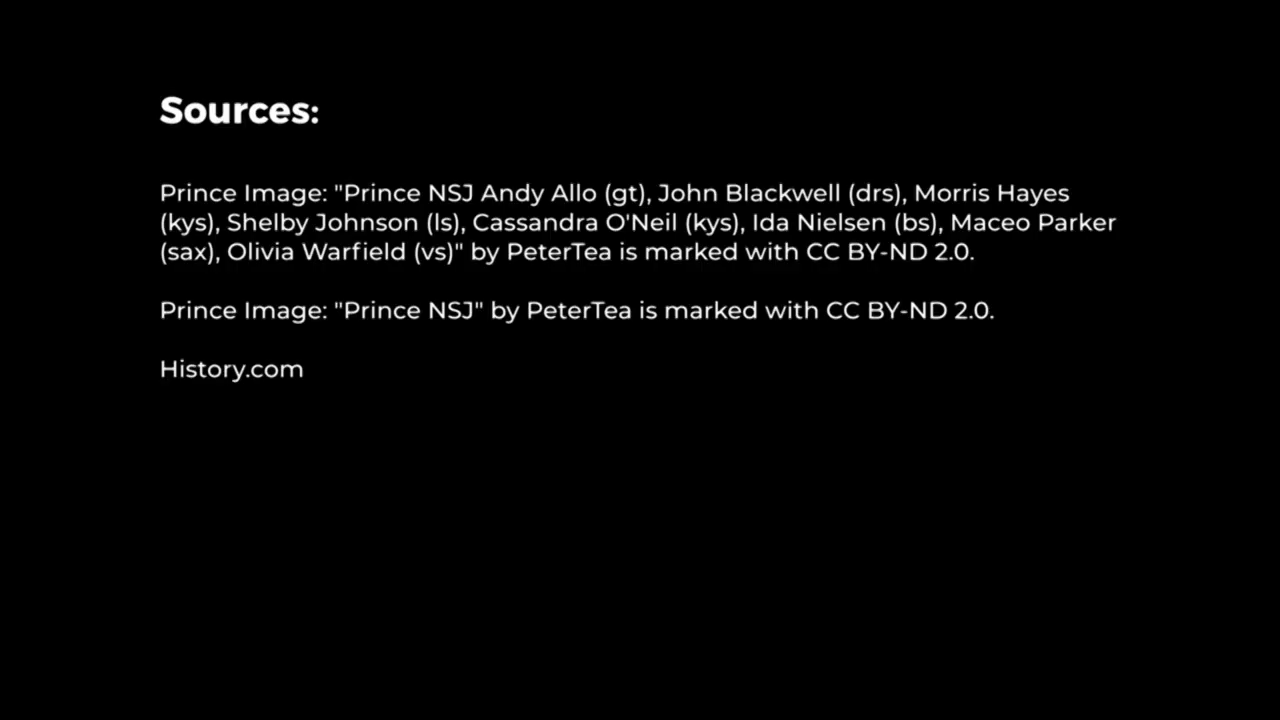 Sources:
Prince Image: "Prince NSJ Andy Allo (gt), John Blackwell (drs), Morris Hayes
(kys), Shelby Johnson (ls), Cassandra O'Neil (kys), Ida Nielsen (bs), Maceo Parker
(sax), Olivia Warfield (vs)" by PeterTea is marked with CC BY-ND 2.0.
Prince Image: "Prince NSJ" by PeterTea is marked with CC BY-ND 2.0.
History.com